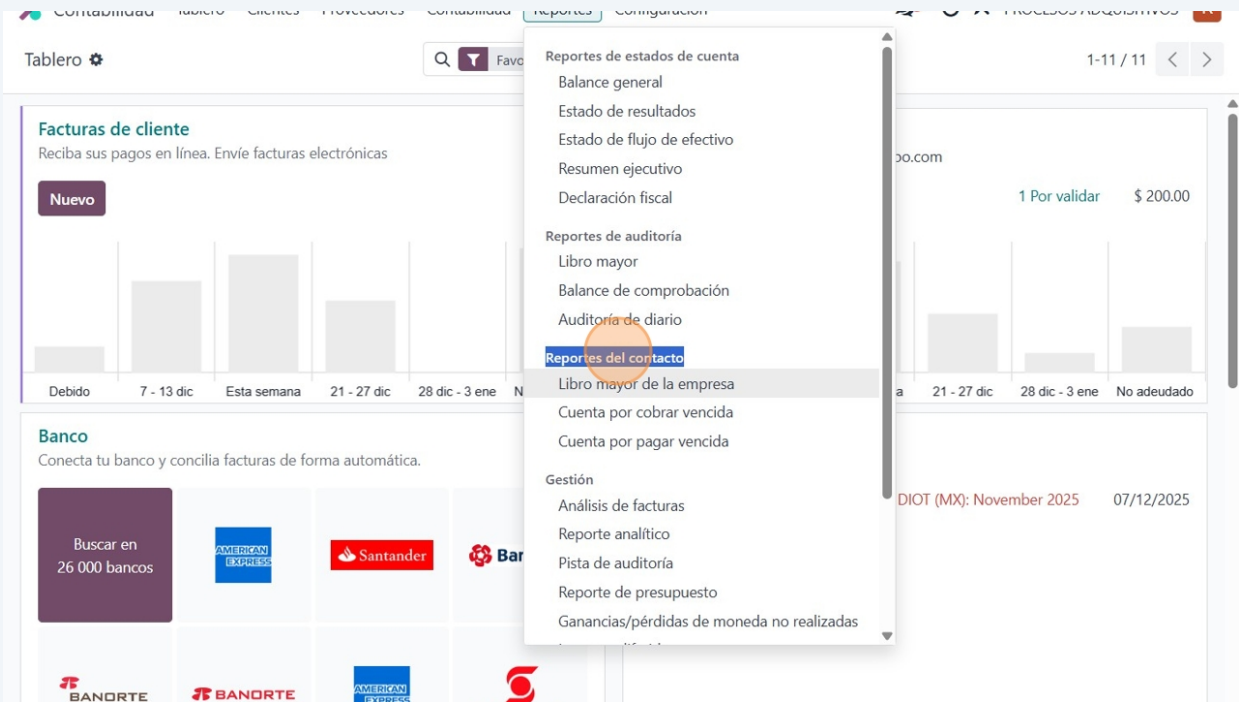 Contabilidad Tablero Clientes Proveedores Contabilidad Reportes Configuración PROCESOS ADQUISITIVOS
Tablero
Favo
1-11 / 11
Facturas de cliente
Reciba sus pagos en línea. Envíe facturas electrónicas
Nuevo
Debido
7 - 13 dic
Esta semana
21 - 27 dic
28 dic - 3 ene
N
Banco
Conecta tu banco y concilia facturas de forma automática.
Buscar en
26 000 bancos
AMERICAN
EXPRESS
Santander
Ban
BANORTE
BANORTE
AMERICAN
EXPRESS
Reportes de estados de cuenta
Balance general
Estado de resultados
Estado de flujo de efectivo
Resumen ejecutivo
Declaración fiscal
Reportes de auditoría
Libro mayor
Balance de comprobación
Auditoría de diario
Reportes del contacto
Libro mayor de la empresa
Cuenta por cobrar vencida
Cuenta por pagar vencida
Gestión
Análisis de facturas
Reporte analítico
Pista de auditoría
Reporte de presupuesto
Ganancias/pérdidas de moneda no realizadas
oo.com
1 Por validar $ 200.00
a
21 - 27 dic
28 dic - 3 ene
No adeudado
DIOT (MX): November 2025 07/12/2025